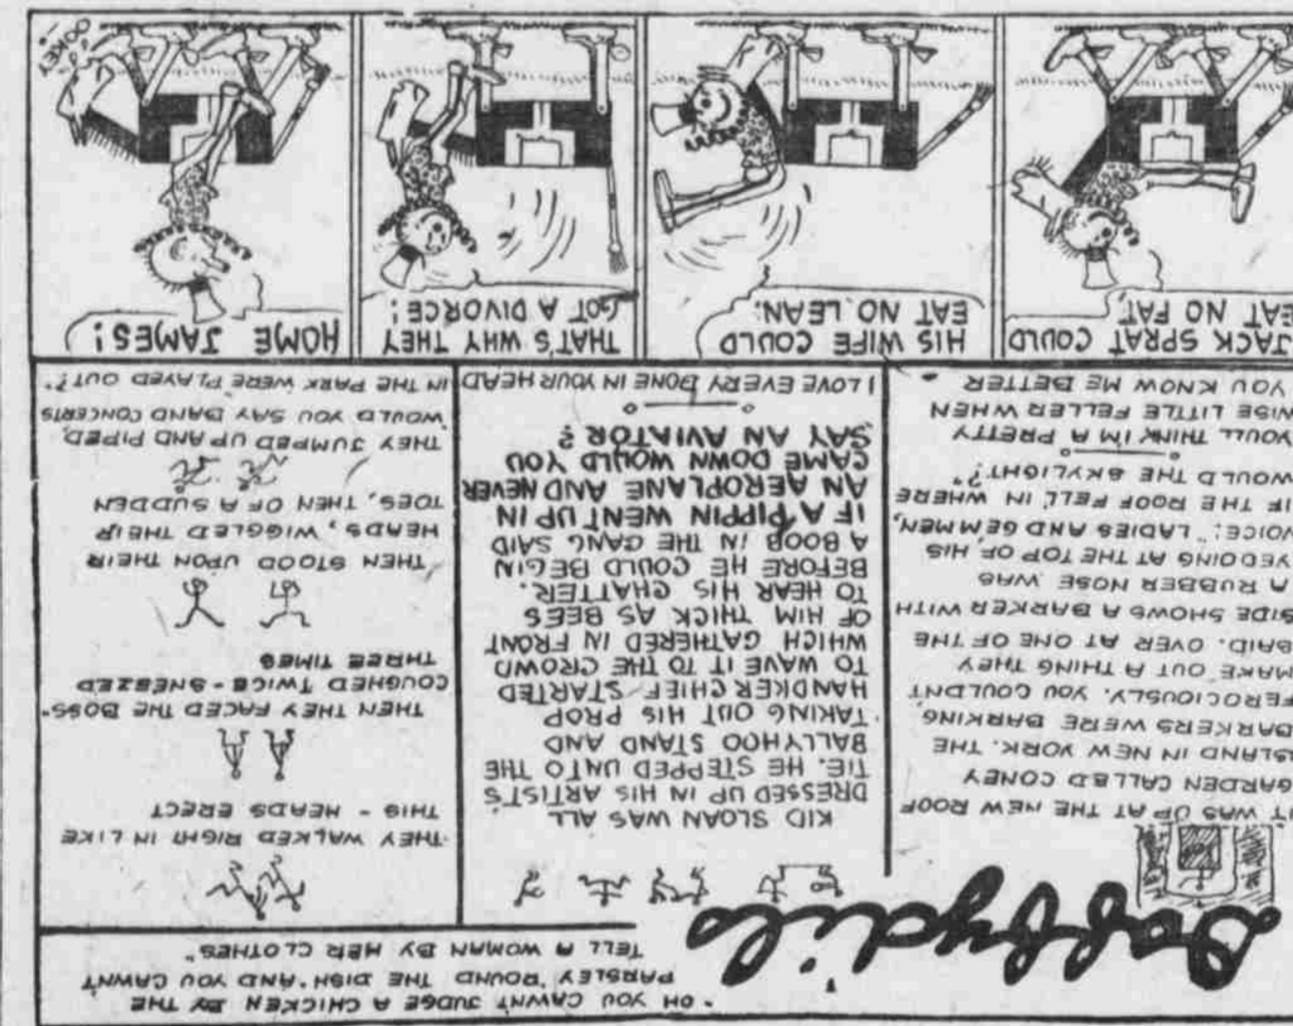 Daffydils
"OH YOU CAWNT JUDGE A CHICKEN BY THE
PARSLEY 'ROUND THE DISH AND YOU CAWNT
TELL A WOMAN BY HER CLOTHES"
IT WAS UP AT THE NEW ROOF
GARDEN CALLED CONEY
ISLAND IN NEW YORK. THE
BARKERS WERE BARKING
FEROCIOUSLY. YOU COULDNT
MAKE OUT A THING THEY
SAID. OVER AT ONE OF THE
SIDE SHOWS A BARKER WITH
A RUBBER NOSE WAS
YEDDING AT THE TOP OF HIS
VOICE: "LADIES AND GEMMEN,
IF THE ROOF FELL IN WHERE
WOULD THE SKYLIGHT?"
YOULL THINK IM A PRETTY
WISE LITTLE FELLER WHEN
YOU KNOW ME BETTER
KID SLOAN WAS ALL
DRESSED UP IN HIS ARTIST'S
TIE. HE STEPPED UNTO THE
BALLYHOO STAND AND
TAKING OUT HIS PROP
HANDKERCHIEF STARTED
TO WAVE IT TO THE CROWD
WHICH GATHERED IN FRONT
OF HIM THICK AS BEES
TO HEAR HIS CHATTER.
BEFORE HE COULD BEGIN
A BOOB IN THE GANG SAID
IF A PIPPIN WENT UP IN
AN AEROPLANE AND NEVER
CAME DOWN WOULD YOU
SAY AN AVIATOR?
I LOVE EVERY BONE IN YOUR HEAD
THEY WALKED RIGHT IN LIKE
THIS - HEADS ERECT
THEN THEY FACED THE BOSS-
COUGHED TWICE - SNEEZED
THREE TIMES
THEN STOOD UPON THEIR
HEADS, WIGGLED THEIR
TOES, THEN OF A SUDDEN
THEY JUMPED UP AND PIPED,
"WOULD YOU SAY BAND CONCERTS
IN THE PARK WERE PLAYED OUT?"
JACK SPRAT COULD
EAT NO FAT,
HIS WIFE COULD
EAT NO LEAN.
THAT'S WHY THEY
GOT A DIVORCE!
HOME JAMES!
OOKEY